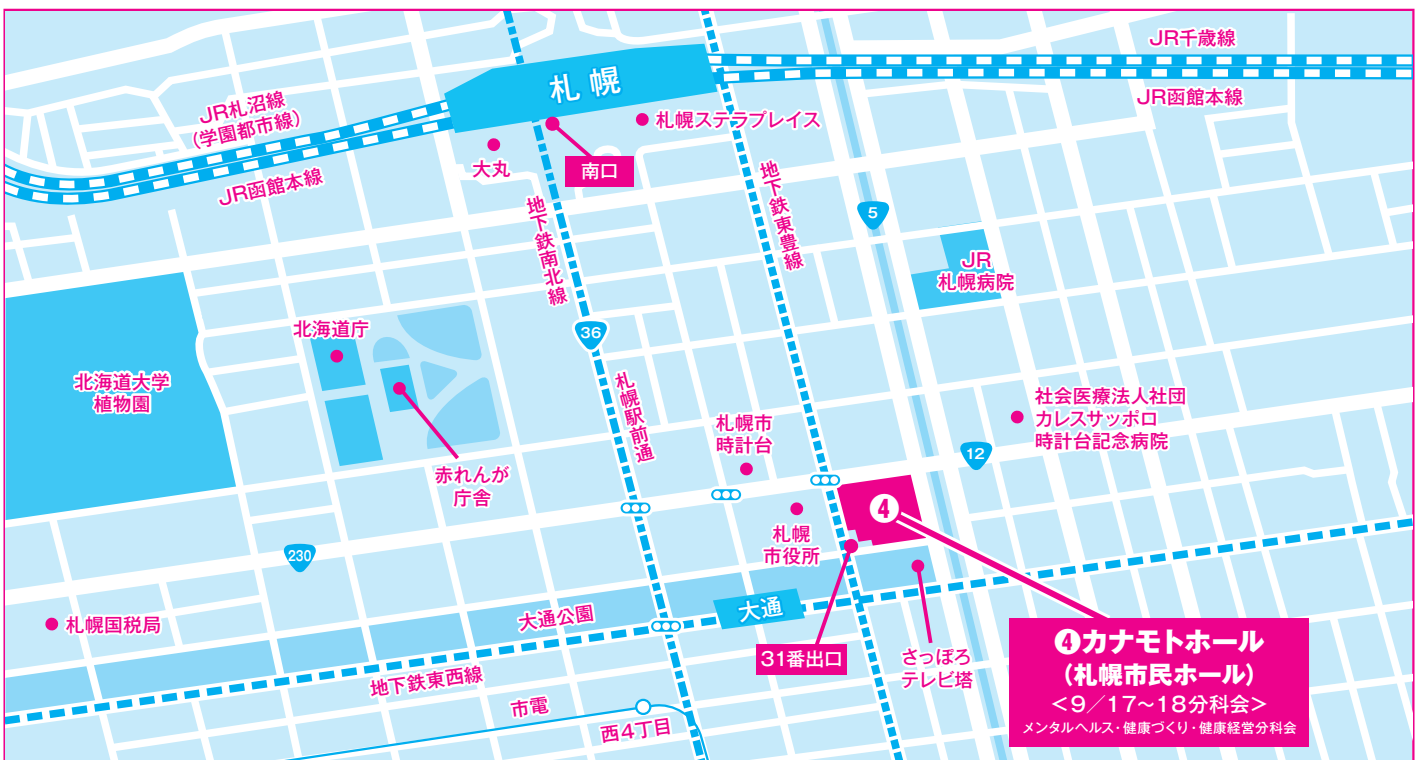 JR千歳線
札幌
JR函館本線
JR札沼線
(学園都市線)
札幌ステラプレイス
大丸
南口
JR函館本線
地下鉄南北線
地下鉄東豊線
5
JR
札幌病院
北海道庁
36
北海道大学
植物園
札幌駅前通
社会医療法人社団
カレスサッポロ
時計台記念病院
札幌市
時計台
12
赤れんが
庁舎
4
札幌
市役所
230
大通
大通公園
札幌国税局
31番出口
さっぽろ
テレビ塔
地下鉄東西線
市電
西4丁目
❹カナモトホール
(札幌市民ホール)
<9/17~18分科会>
メンタルヘルス・健康づくり・健康経営分科会